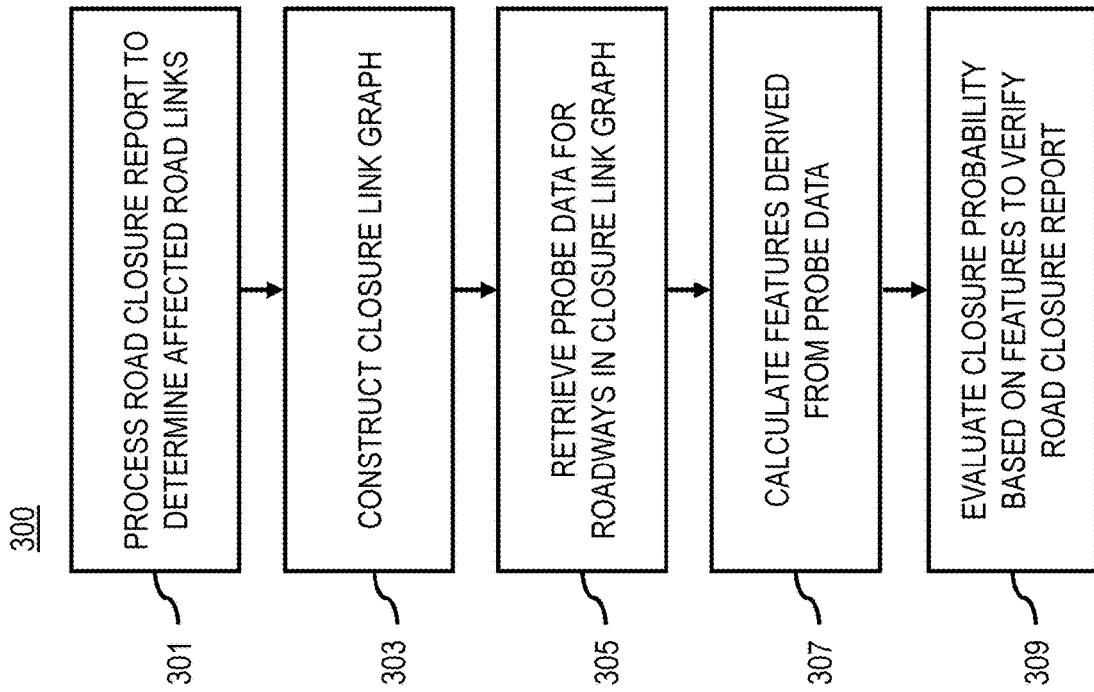 300
301
PROCESS ROAD CLOSURE REPORT TO
DETERMINE AFFECTED ROAD LINKS
303
CONSTRUCT CLOSURE LINK GRAPH
305
RETRIEVE PROBE DATA FOR
ROADWAYS IN CLOSURE LINK GRAPH
307
CALCULATE FEATURES DERIVED
FROM PROBE DATA
309
EVALUATE CLOSURE PROBABILITY
BASED ON FEATURES TO VERIFY
ROAD CLOSURE REPORT